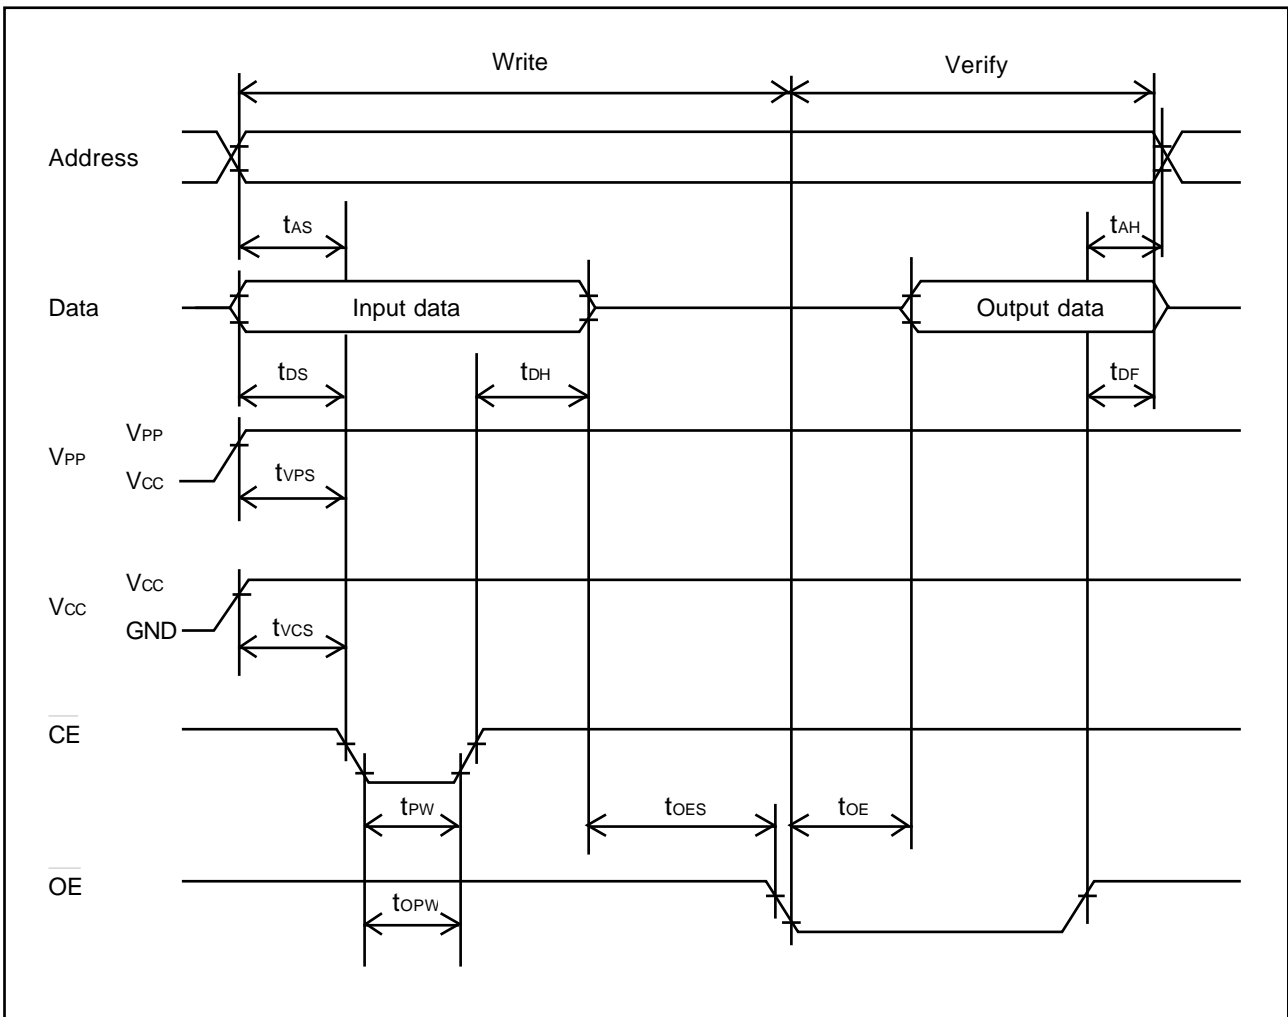 Write
Verify
Address
tAS
tAH
Data
Input data
Output data
tDS
tDH
tDF
VPP
VPP
VCC
tVPS
VCC
VCC
GND
tVCS
CE
tPW
tOES
tOE
OE
tOPW